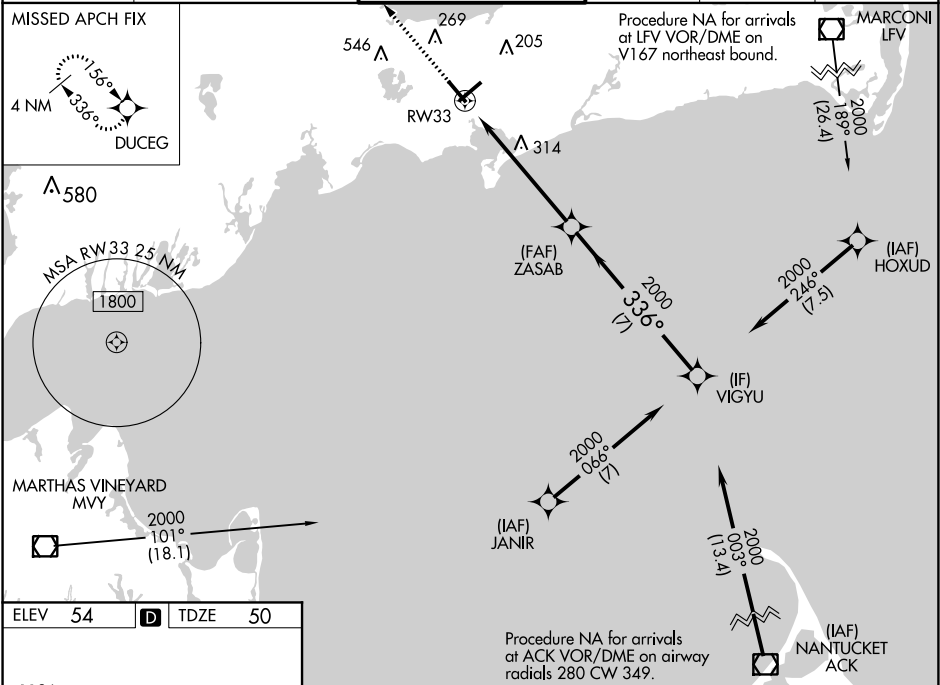 MISSED APCH FIX
156°
336°
4 NM
DUCEG
546
269
205
RW33
314
580
Procedure NA for arrivals
at LFV VOR/DME on
V167 northeast bound.
MARCONI
LFV
2000
189°
(26.4)
(FAF)
ZASAB
(IAF)
HOXUD
2000
246°
(7.5)
2000
336°
(7)
(IF)
VIGYU
MSA RW33 25 NM
1800
2000
066°
(7)
(IAF)
JANIR
MARTHAS VINEYARD
MVY
2000
101°
(18.1)
2000
003°
(13.4)
(IAF)
NANTUCKET
ACK
Procedure NA for arrivals
at ACK VOR/DME on airway
radials 280 CW 349.
ELEV 54 D TDZE 50